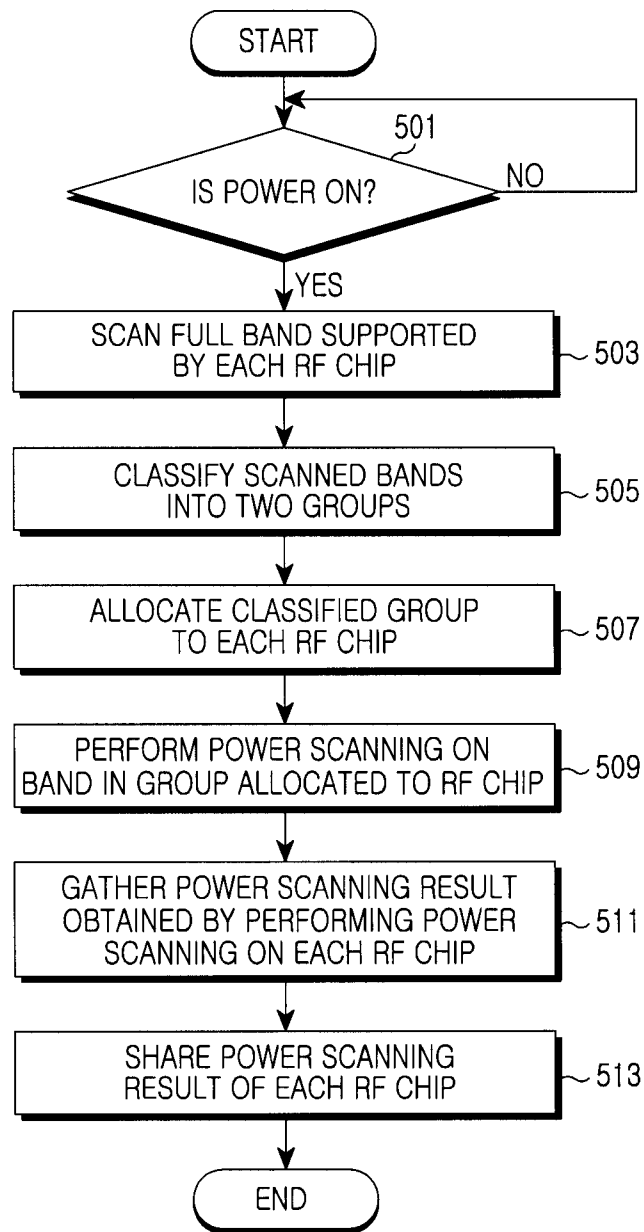 START
501
IS POWER ON?
NO
YES
SCAN FULL BAND SUPPORTED
BY EACH RF CHIP
503
CLASSIFY SCANNED BANDS
INTO TWO GROUPS
505
ALLOCATE CLASSIFIED GROUP
TO EACH RF CHIP
507
PERFORM POWER SCANNING ON
BAND IN GROUP ALLOCATED TO RF CHIP
509
GATHER POWER SCANNING RESULT
OBTAINED BY PERFORMING POWER
SCANNING ON EACH RF CHIP
511
SHARE POWER SCANNING
RESULT OF EACH RF CHIP
513
END